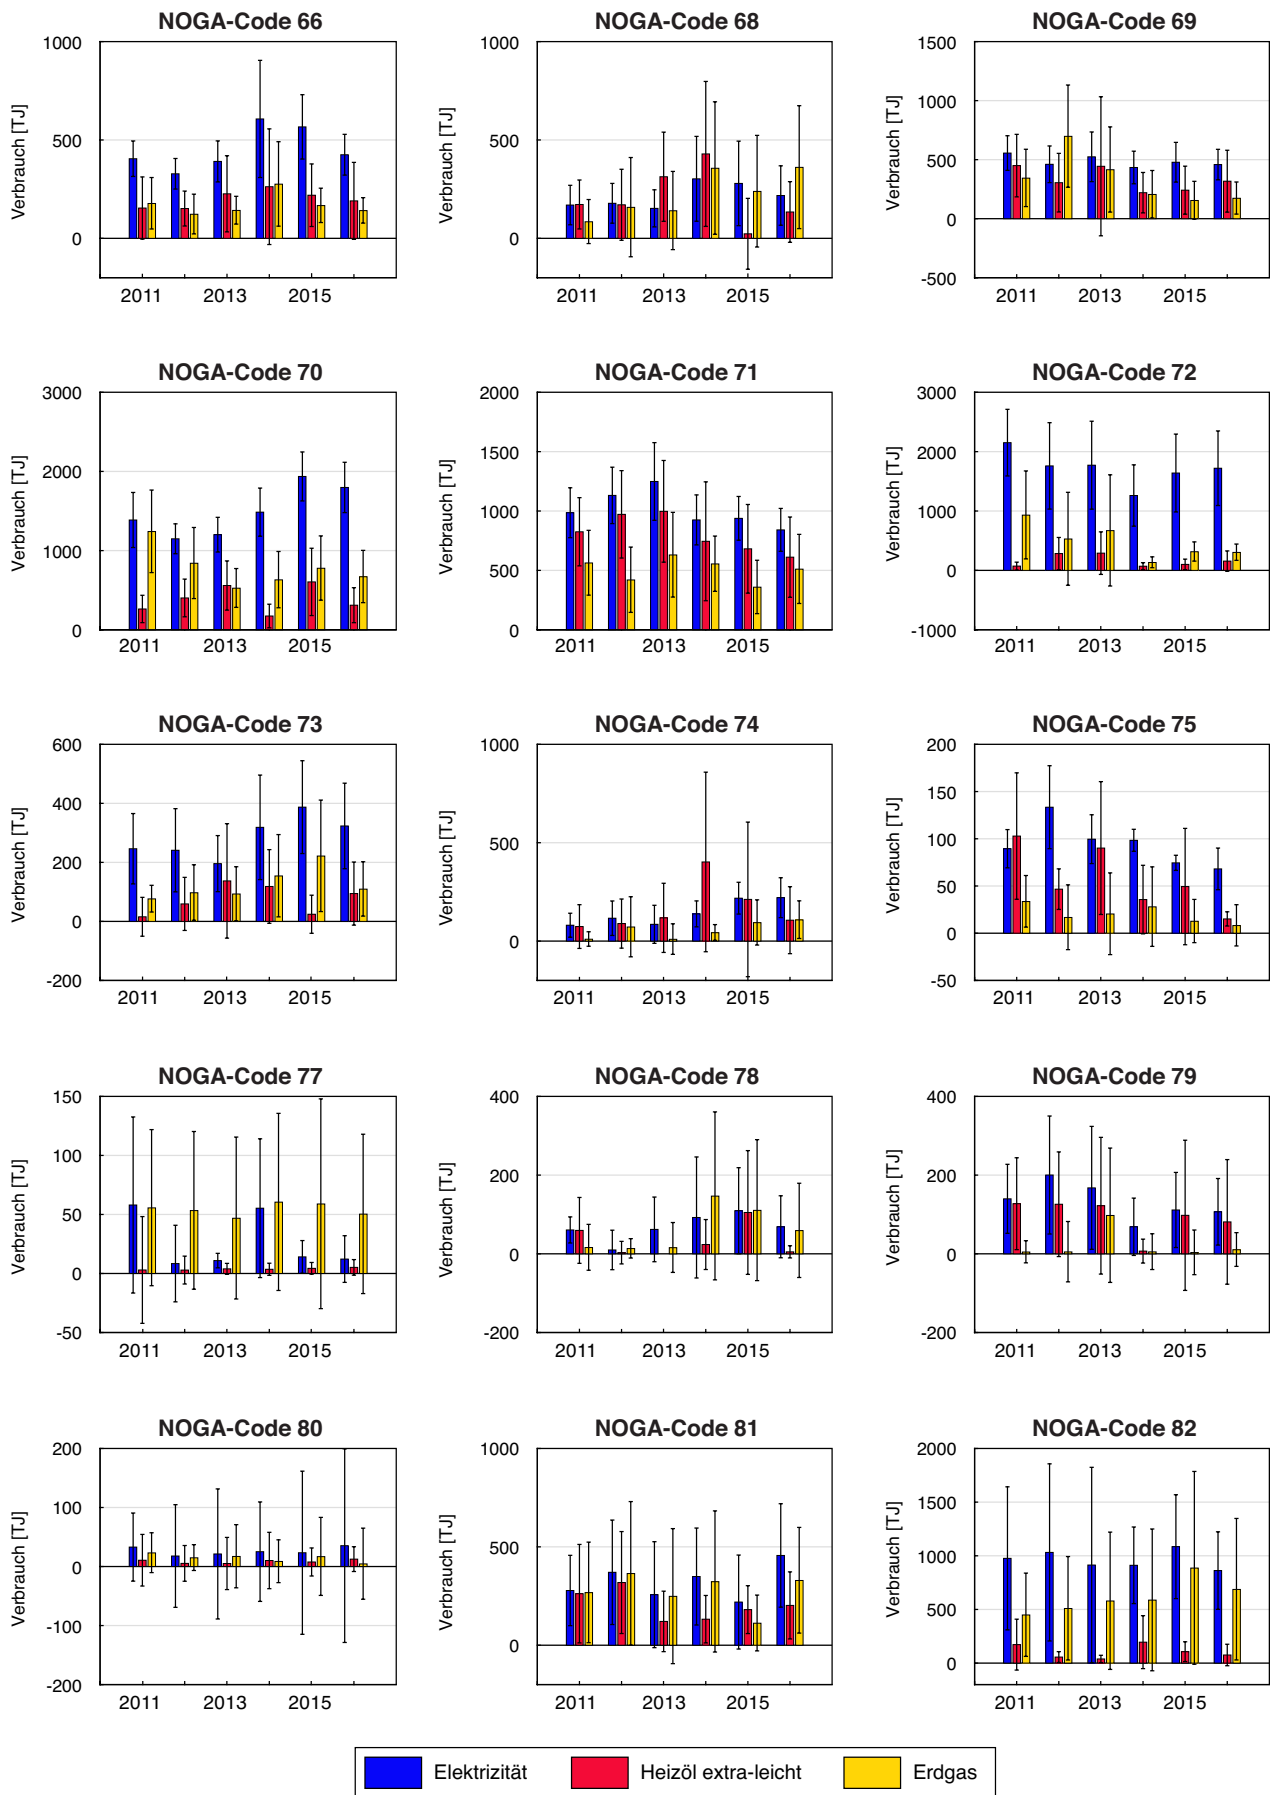 NOGA-Code 66
NOGA-Code 68
NOGA-Code 69
Verbrauch [TJ]
1000
500
0
2011 2013 2015
Verbrauch [TJ]
1000
500
0
2011 2013 2015
Verbrauch [TJ]
1500
1000
500
0
-500
2011 2013 2015
NOGA-Code 70
NOGA-Code 71
NOGA-Code 72
Verbrauch [TJ]
3000
2000
1000
0
2011 2013 2015
Verbrauch [TJ]
2000
1500
1000
500
0
2011 2013 2015
Verbrauch [TJ]
3000
2000
1000
0
-1000
2011 2013 2015
NOGA-Code 73
NOGA-Code 74
NOGA-Code 75
Verbrauch [TJ]
600
400
200
0
-200
2011 2013 2015
Verbrauch [TJ]
1000
500
0
2011 2013 2015
Verbrauch [TJ]
200
150
100
50
0
-50
2011 2013 2015
NOGA-Code 77
NOGA-Code 78
NOGA-Code 79
Verbrauch [TJ]
150
100
50
0
-50
2011 2013 2015
Verbrauch [TJ]
400
200
0
-200
2011 2013 2015
Verbrauch [TJ]
400
200
0
-200
2011 2013 2015
NOGA-Code 80
NOGA-Code 81
NOGA-Code 82
Verbrauch [TJ]
200
100
0
-100
-200
2011 2013 2015
Verbrauch [TJ]
1000
500
0
2011 2013 2015
Verbrauch [TJ]
2000
1500
1000
500
0
2011 2013 2015
Elektrizität Heizöl extra-leicht Erdgas